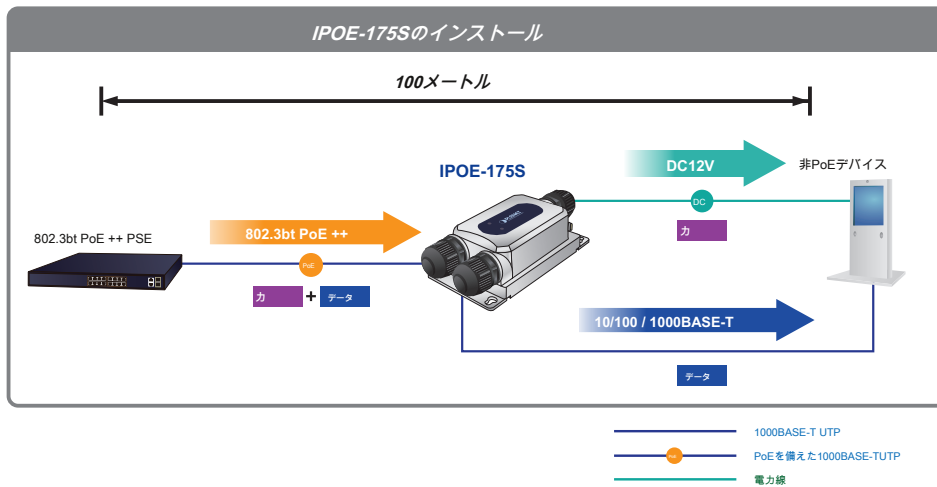 IPOE-175Sのインストール
100メートル
IPOE-175S
DC12V
非PoEデバイス
DC
力
802.3bt PoE ++ PSE
802.3bt PoE ++
PoE
力 + データ
10/100 / 1000BASE-T
データ
1000BASE-T UTP
PoEを備えた1000BASE-TUTP
電力線